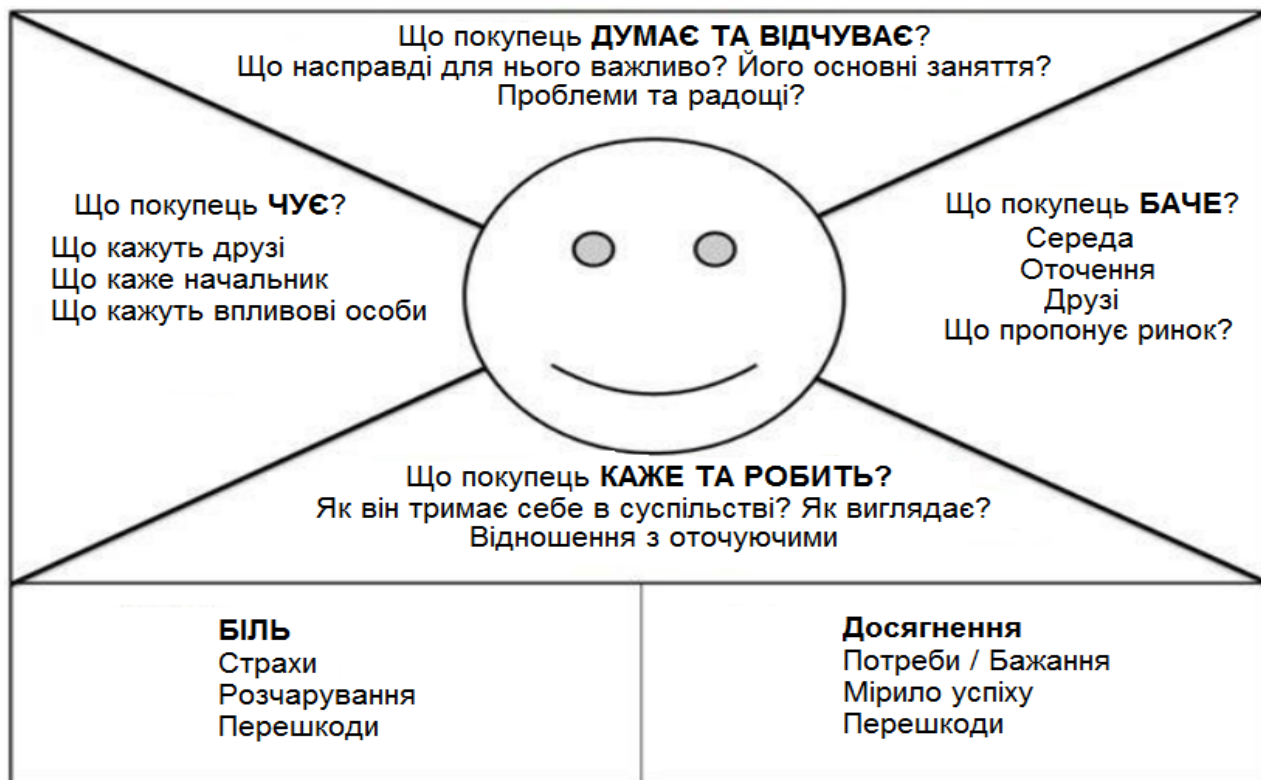 Що покупець ДУМАЄ ТА ВІДЧУВАЄ?
Що насправді для нього важливо? Його основні заняття?
Проблеми та радощі?
Що покупець ЧУЄ?
Що кажуть друзі
Що каже начальник
Що кажуть впливові особи
Що покупець БАЧЕ?
Середа
Оточення
Друзі
Що пропонує ринок?
Що покупець КАЖЕ ТА РОБИТЬ?
Як він тримає себе в суспільстві? Як виглядає?
Відношення з оточуючими
БІЛЬ
Страхи
Розчарування
Перешкоди
Досягнення
Потреби / Бажання
Мірило успіху
Перешкоди